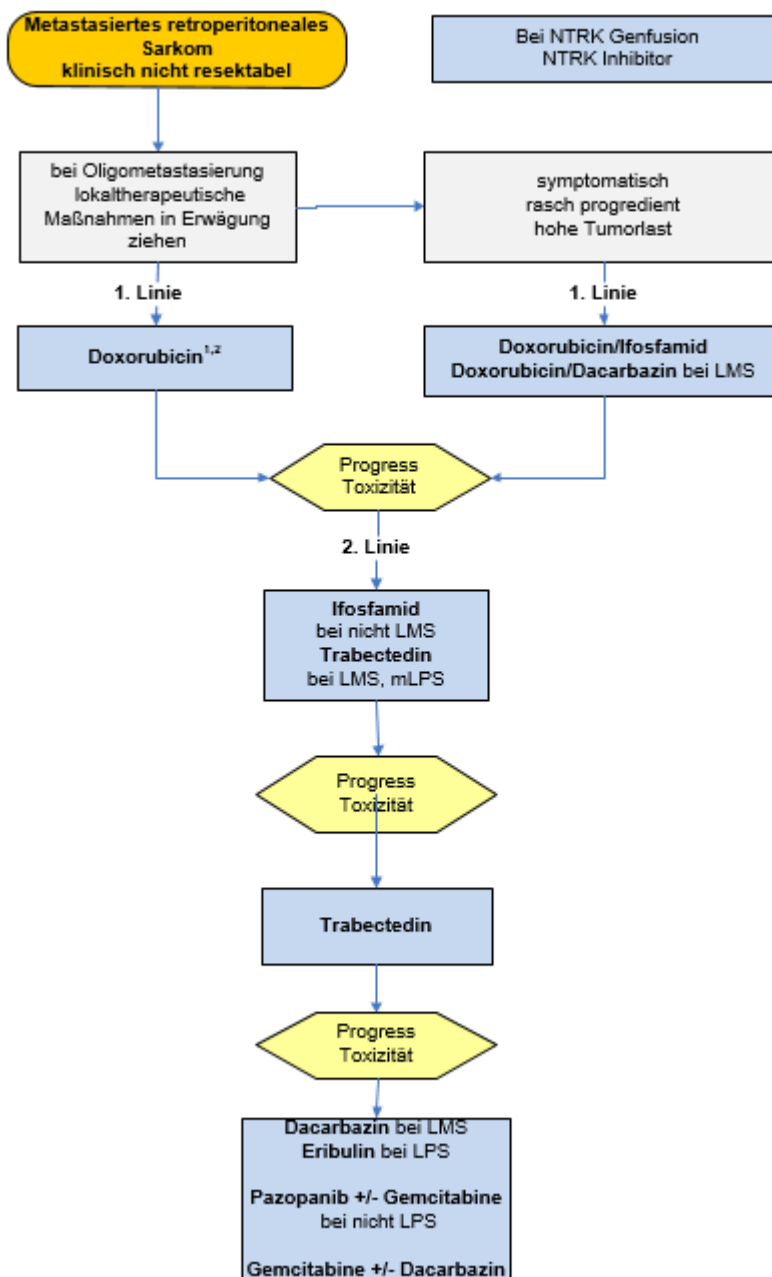 Metastasiertes retroperitoneales
Sarkom
klinisch nicht resektabel
Bei NTRK Genfusion
NTRK Inhibitor
bei Oligometastasierung
lokaltherapeutische
Maßnahmen in Erwägung
ziehen
symptomatisch
rasch progredient
hohe Tumorlast
1. Linie
1. Linie
Doxorubicin¹,²
Doxorubicin/Ifosfamid
Doxorubicin/Dacarbazin bei LMS
Progress
Toxizität
2. Linie
Ifosfamid
bei nicht LMS
Trabectedin
bei LMS, mLPS
Progress
Toxizität
Trabectedin
Progress
Toxizität
Dacarbazin bei LMS
Eribulin bei LPS
Pazopanib +/- Gemcitabine
bei nicht LPS
Gemcitabine +/- Dacarbazin